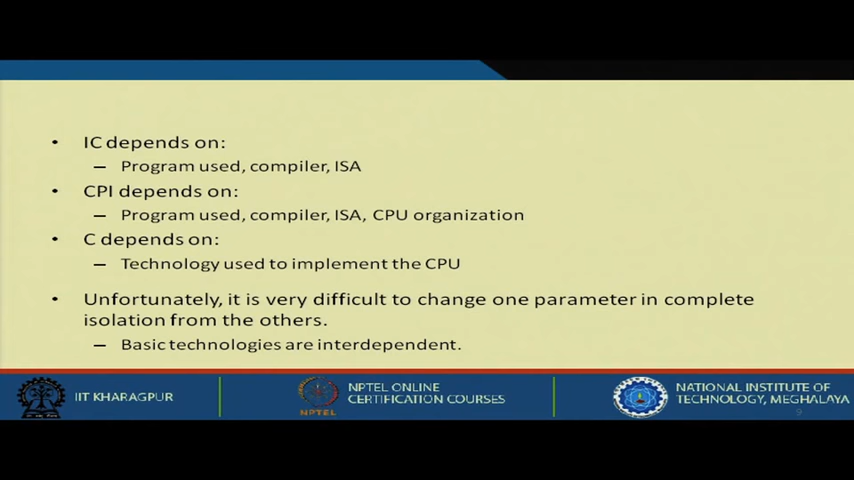 • IC depends on:
– Program used, compiler, ISA
• CPI depends on:
– Program used, compiler, ISA, CPU organization
• C depends on:
– Technology used to implement the CPU
• Unfortunately, it is very difficult to change one parameter in complete
isolation from the others.
– Basic technologies are interdependent.
IIT KHARAGPUR
NPTEL
NPTEL ONLINE
CERTIFICATION COURSES
NATIONAL INSTITUTE OF
TECHNOLOGY, MEGHALAYA
9